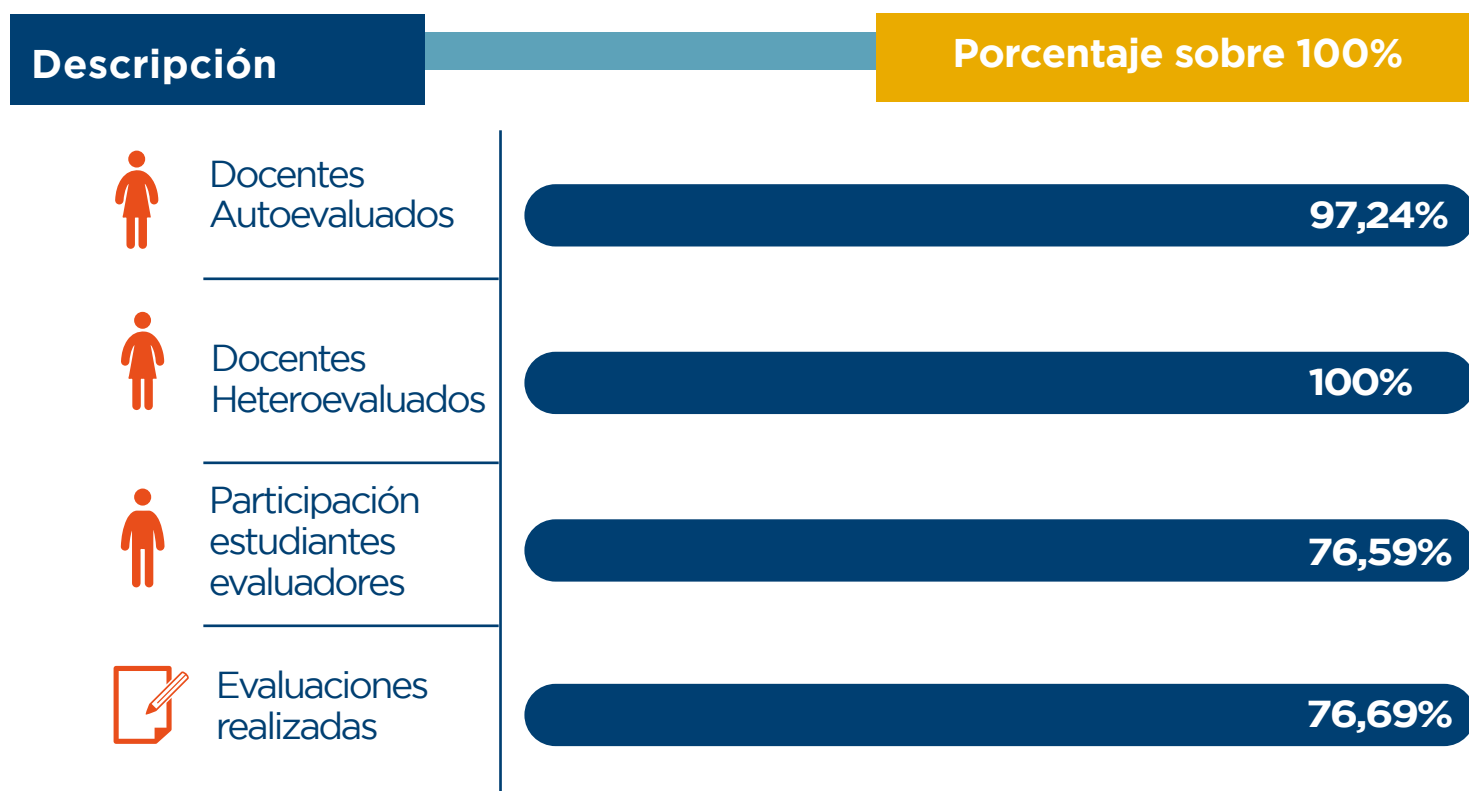 Descripción
Porcentaje sobre 100%
Docentes
Autoevaluados
97,24%
Docentes
Heteroevaluados
100%
Participación
estudiantes
evaluadores
76,59%
Evaluaciones
realizadas
76,69%